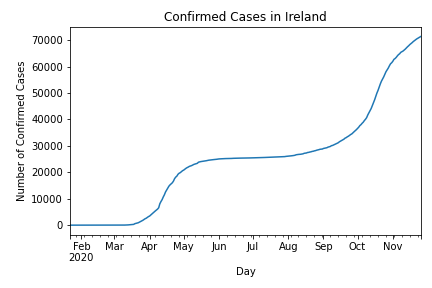 Confirmed Cases in Ireland
70000
60000
50000
40000
30000
20000
10000
0
Number of Confirmed Cases
Feb Mar Apr May Jun Jul Aug Sep Oct Nov
2020
Day